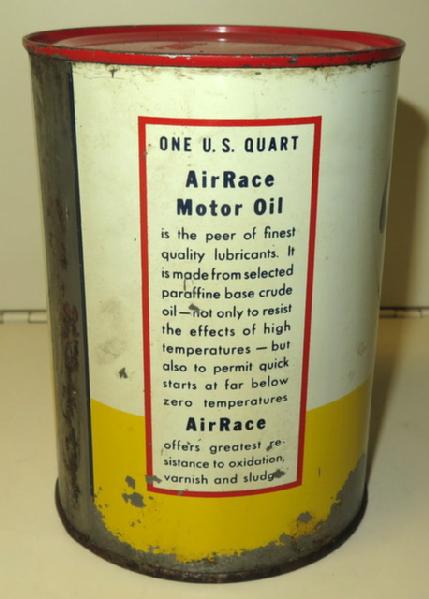 ONE U.S. QUART
AirRace
Motor Oil
is the peer of finest
quality lubricants. It
is made from selected
paraffine base crude
oil—not only to resist
the effects of high
temperatures — but
also to permit quick
starts at far below
zero temperatures
AirRace
offers greatest re-
sistance to oxidation,
varnish and sludge